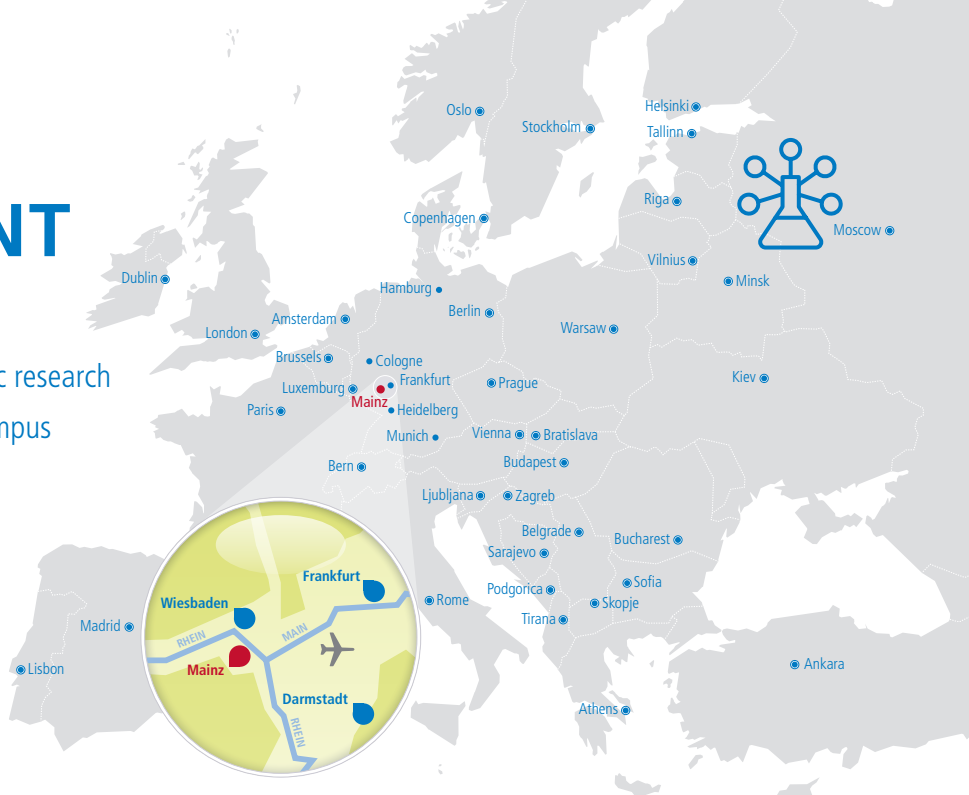 Oslo
Helsinki
Stockholm
Tallinn
Riga
NT
Copenhagen
Moscow
Vilnius
Dublin
Minsk
Hamburg
Berlin
Amsterdam
Warsaw
London
Brussels
Cologne
c research
Frankfurt
Kiev
Prague
Luxemburg
Mainz
Paris
Heidelberg
mpus
Munich
Vienna
Bratislava
Bern
Budapest
Ljubljana
Zagreb
Belgrade
Bucharest
Sarajevo
Frankfurt
Sofia
Podgorica
Wiesbaden
Rome
Skopje
Tirana
Madrid
RHEIN
MAIN
Ankara
Lisbon
Mainz
Darmstadt
Athens
RHEIN